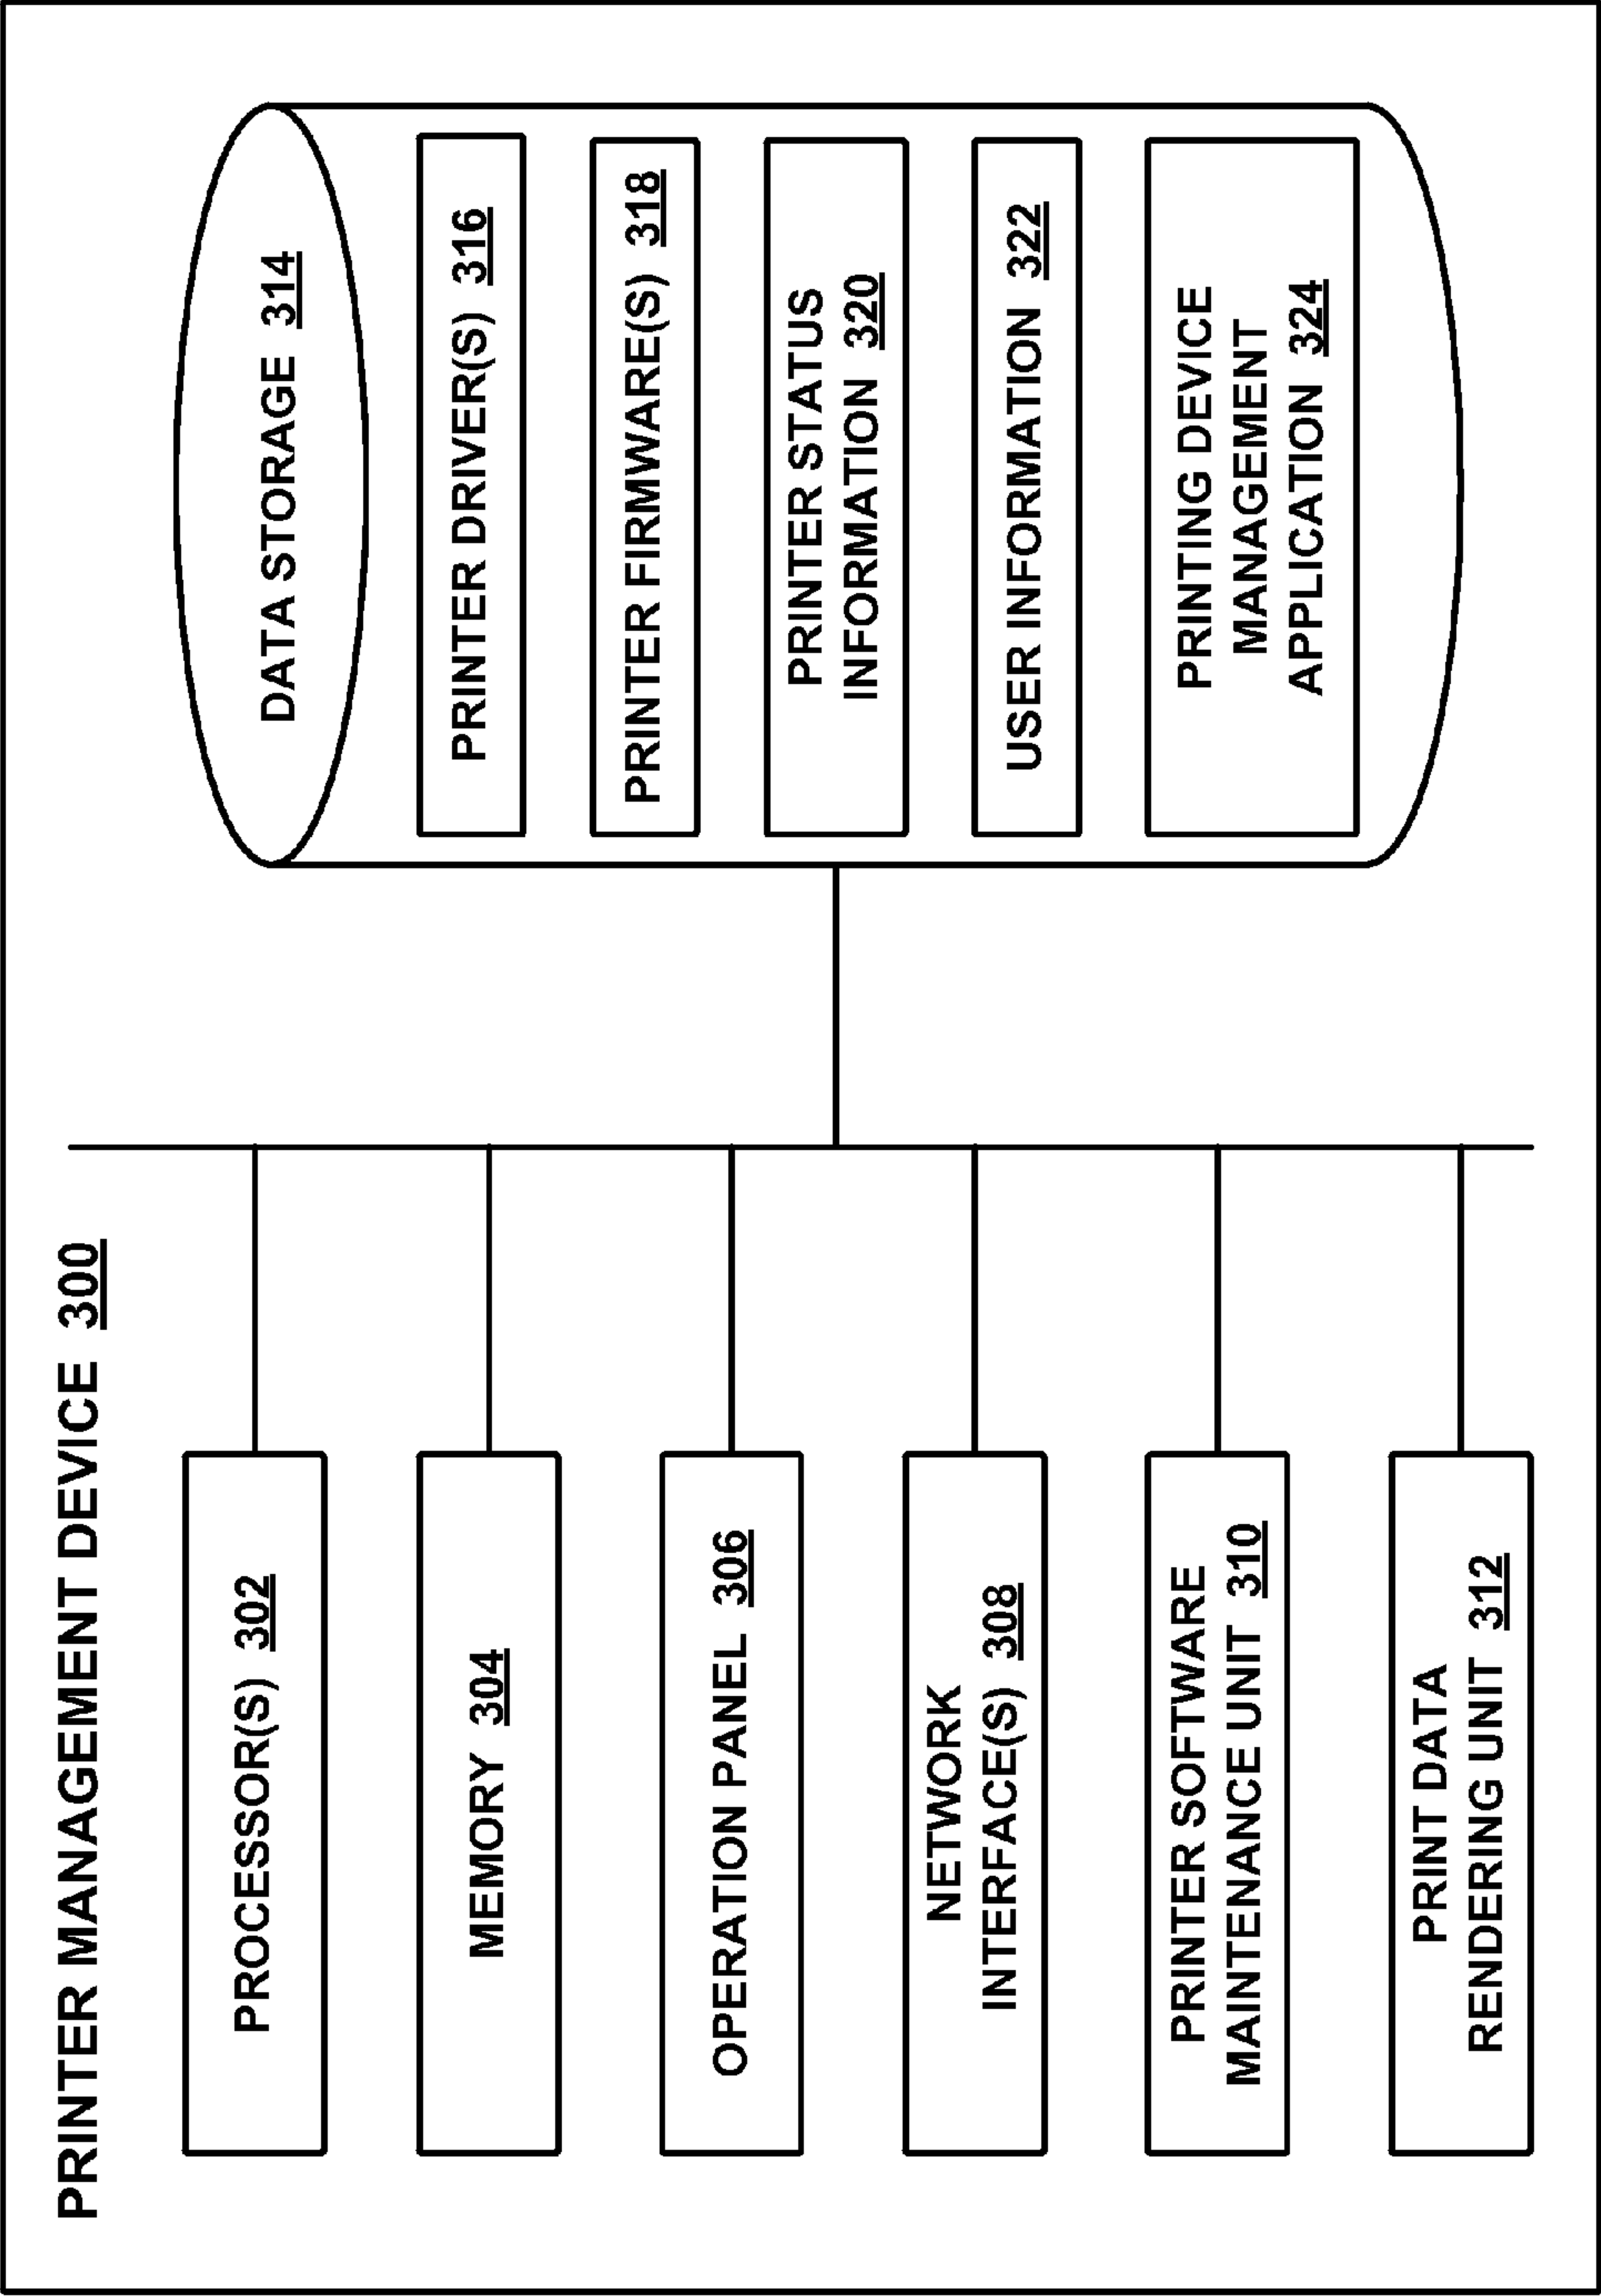 PRINTER MANAGEMENT DEVICE 300
PROCESSOR(S) 302
MEMORY 304
OPERATION PANEL 306
NETWORK
INTERFACE(S) 308
PRINTER SOFTWARE
MAINTENANCE UNIT 310
PRINT DATA
RENDERING UNIT 312
DATA STORAGE 314
PRINTER DRIVER(S) 316
PRINTER FIRMWARE(S) 318
PRINTER STATUS
INFORMATION 320
USER INFORMATION 322
PRINTING DEVICE
MANAGEMENT
APPLICATION 324